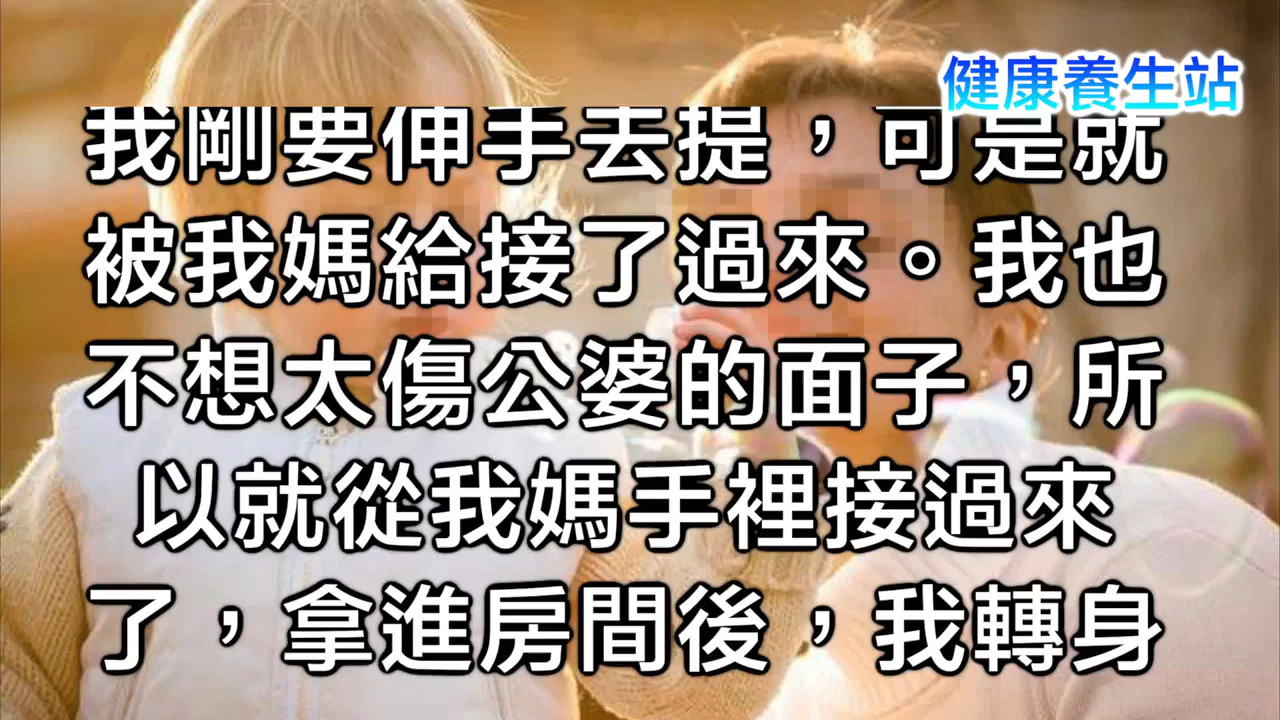 健康養生站
我剛要伸手去提，可是就
被我媽給接了過來。我也
不想太傷公婆的面子，所
以就從我媽手裡接過來
了，拿進房間後，我轉身